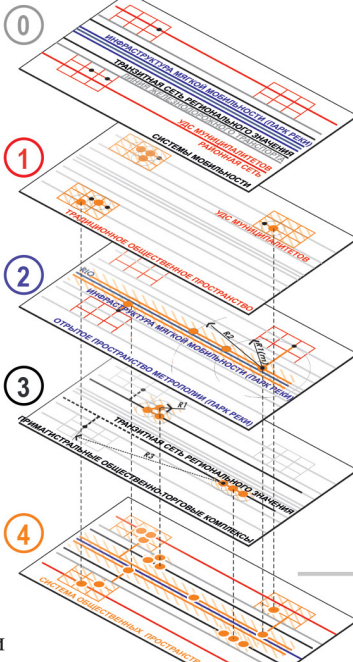 0
ИНФРАСТРУКТУРА МЯГКОЙ МОБИЛЬНОСТИ (ПАРК РЕКИ)
ТРАНЗИТНАЯ СЕТЬ РЕГИОНАЛЬНОГО ЗНАЧЕНИЯ
УДС МУНИЦИПАЛИТЕТОВ
РАЙОННАЯ СЕТЬ
СИСТЕМЫ МОБИЛЬНОСТИ
1
УДС МУНИЦИПАЛИТЕТОВ
ТРАДИЦИОННОЕ ОБЩЕСТВЕННОЕ ПРОСТРАНСТВО
2
RIO
R2
R1(m)
ИНФРАСТРУКТУРА МЯГКОЙ МОБИЛЬНОСТИ (ПАРК РЕКИ)
ОТКРЫТОЕ ПРОСТРАНСТВО МЕТРОПОЛИИ (ПАРК РЕКИ)
3
R1
R3
ТРАНЗИТНАЯ СЕТЬ РЕГИОНАЛЬНОГО ЗНАЧЕНИЯ
ПРИМАГИСТРАЛЬНЫЕ ОБЩЕСТВЕННО-ТОРГОВЫЕ КОМПЛЕКСЫ
4
СИСТЕМА ОБЩЕСТВЕННЫХ ПРОСТРАНСТВ
и